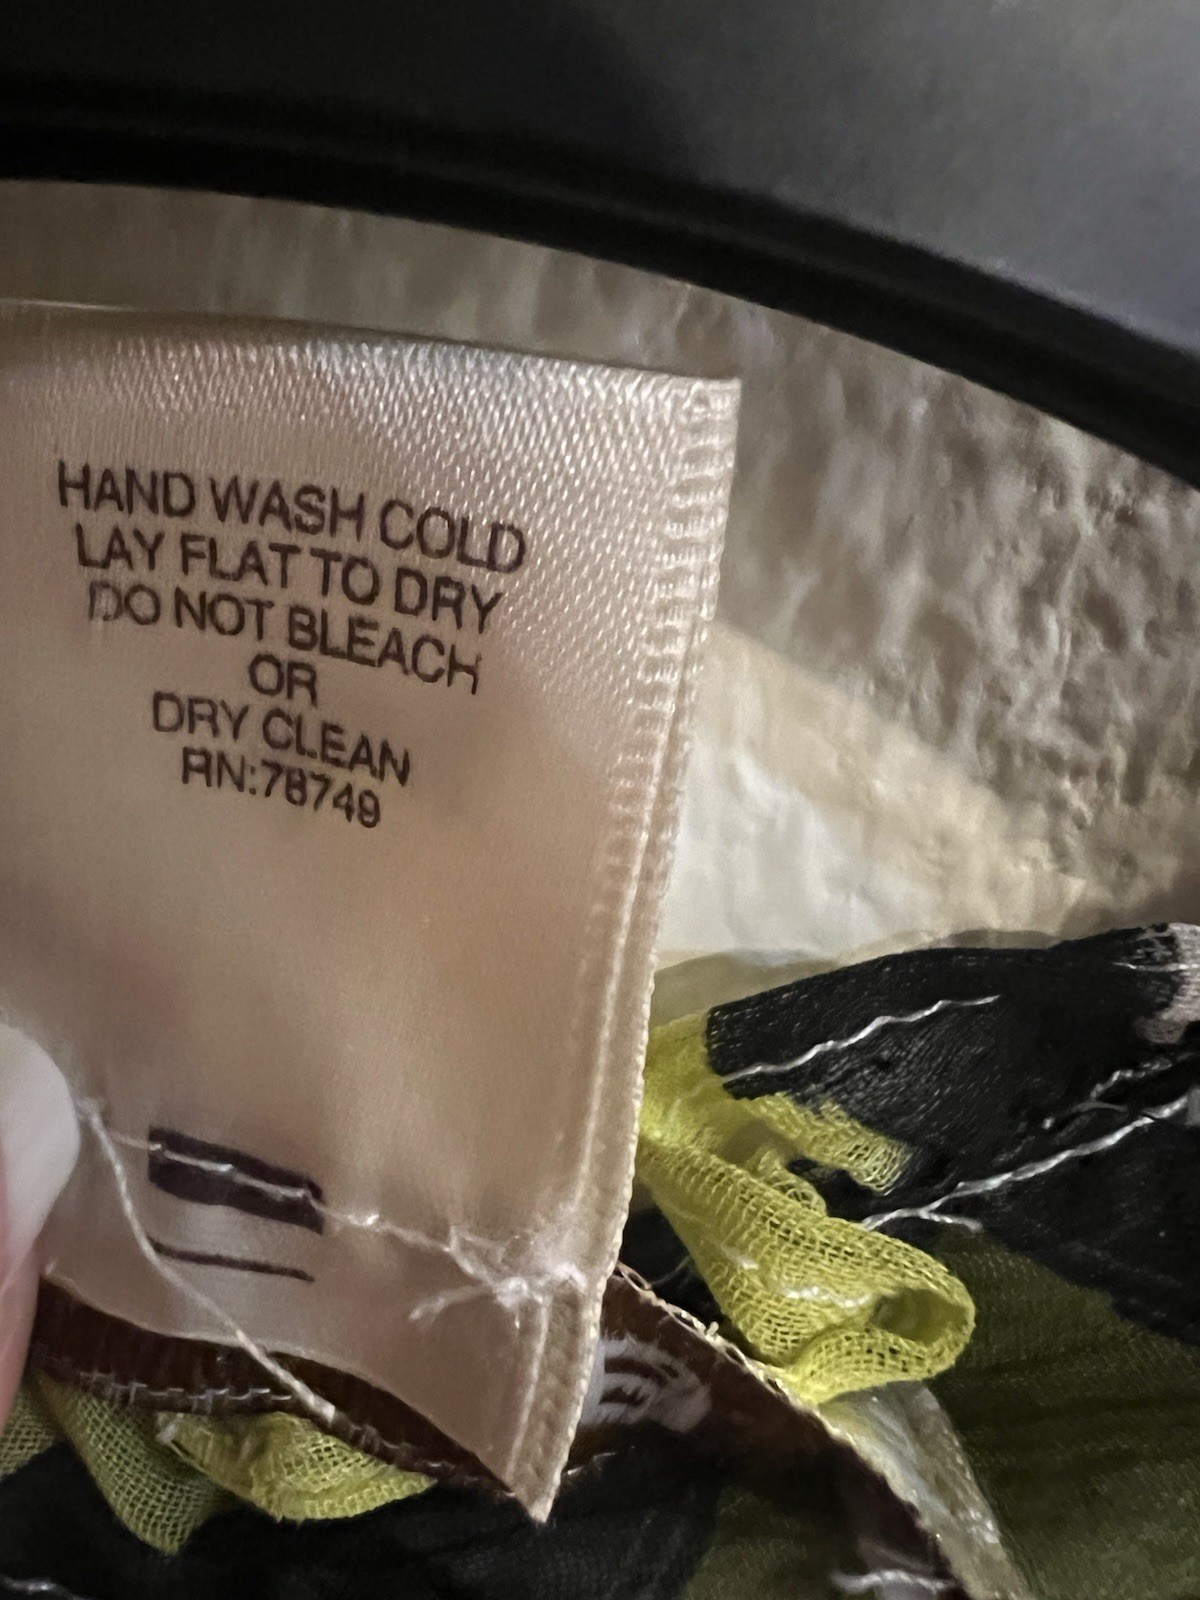 HAND WASH COLD
LAY FLAT TO DRY
DO NOT BLEACH
OR
DRY CLEAN
RN:78749